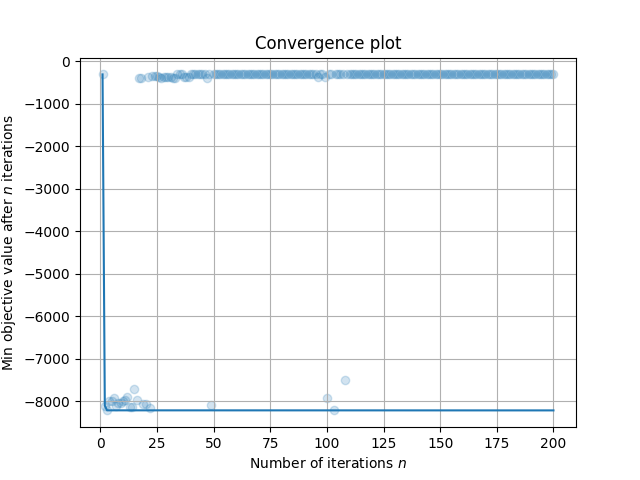 Convergence plot
Min objective value after n iterations
0
−1000
−2000
−3000
−4000
−5000
−6000
−7000
−8000
0 25 50 75 100 125 150 175 200
Number of iterations n